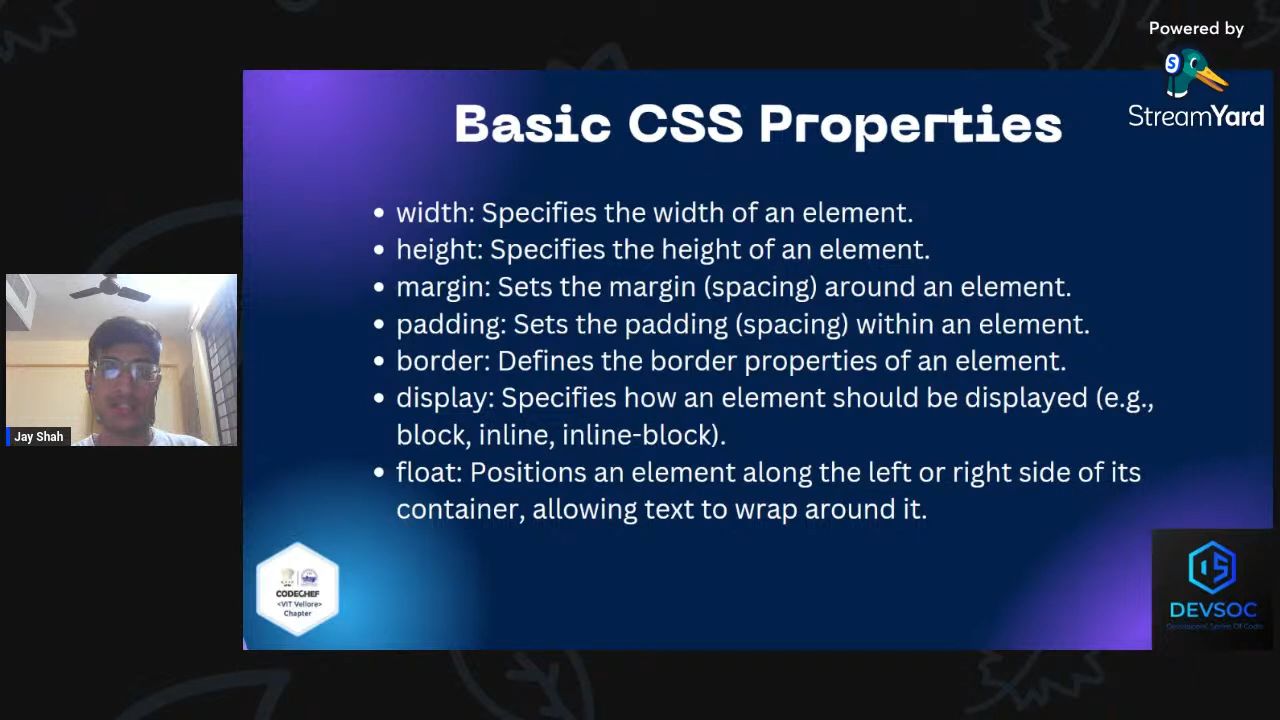 Powered by
StreamYard
Basic CSS Properties
• width: Specifies the width of an element.
• height: Specifies the height of an element.
• margin: Sets the margin (spacing) around an element.
• padding: Sets the padding (spacing) within an element.
• border: Defines the border properties of an element.
• display: Specifies how an element should be displayed (e.g.,
block, inline, inline-block).
• float: Positions an element along the left or right side of its
container, allowing text to wrap around it.
Jay Shah
CODECHEF
<VIT Vellore>
Chapter
DEVSOC